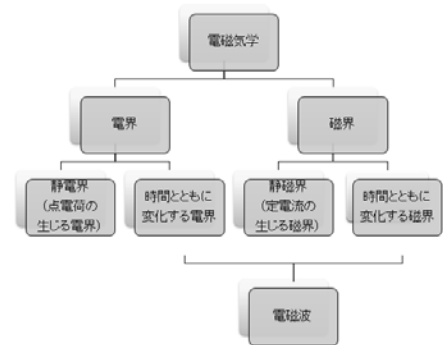 電磁気学
電界
磁界
静電界
(点電荷の
生じる電界)
時間とともに
変化する電界
静磁界
(定電流の
生じる磁界)
時間とともに
変化する磁界
電磁波